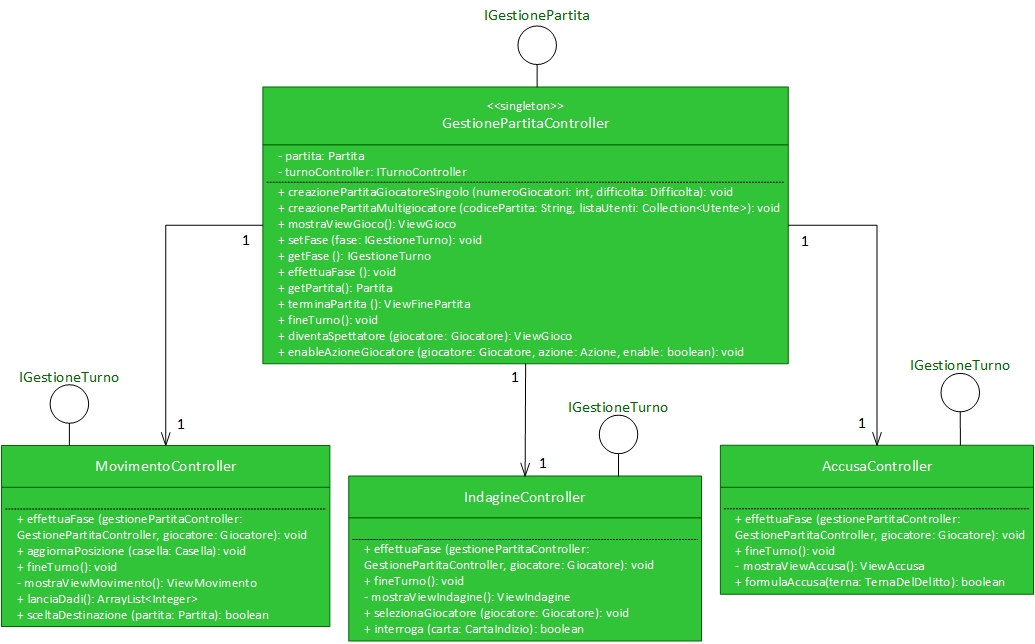 IGestionePartita
<<singleton>>
GestionePartitaController
- partita: Partita
- turnoController: ITurnoController
+ creazionePartitaGiocatoreSingolo (numeroGiocatori: int, difficolta: Difficolta): void
+ creazionePartitaMultigiocatore (codicePartita: String, listaUtenti: Collection<Utente>): void
+ mostraViewGioco(): ViewGioco
+ setFase (fase: IGestioneTurno): void
+ getFase (): IGestioneTurno
+ effettuaFase (): void
+ getPartita(): Partita
+ terminaPartita (): ViewFinePartita
+ fineTurno(): void
+ diventaSpettatore (giocatore: Giocatore): ViewGioco
+ enableAzioneGiocatore (giocatore: Giocatore, azione: Azione, enable: boolean): void
1
1
1
IGestioneTurno
1
MovimentoController
+ effettuaFase (gestionePartitaController:
GestionePartitaController, giocatore: Giocatore): void
+ aggiornaPosizione (casella: Casella): void
+ fineTurno(): void
- mostraViewMovimento(): ViewMovimento
+ lanciaDadi(): ArrayList<Integer>
+ sceltaDestinazione (partita: Partita): boolean
IGestioneTurno
1
IndagineController
+ effettuaFase (gestionePartitaController:
GestionePartitaController, giocatore: Giocatore): void
+ fineTurno(): void
- mostraViewIndagine(): ViewIndagine
+ selezionaGiocatore (giocatore: Giocatore): void
+ interroga (carta: CartaIndizio): boolean
IGestioneTurno
1
AccusaController
+ effettuaFase (gestionePartitaController:
GestionePartitaController, giocatore: Giocatore): void
+ fineTurno(): void
- mostraViewAccusa(): ViewAccusa
+ formulaAccusa(terna: TernaDelDelitto): boolean